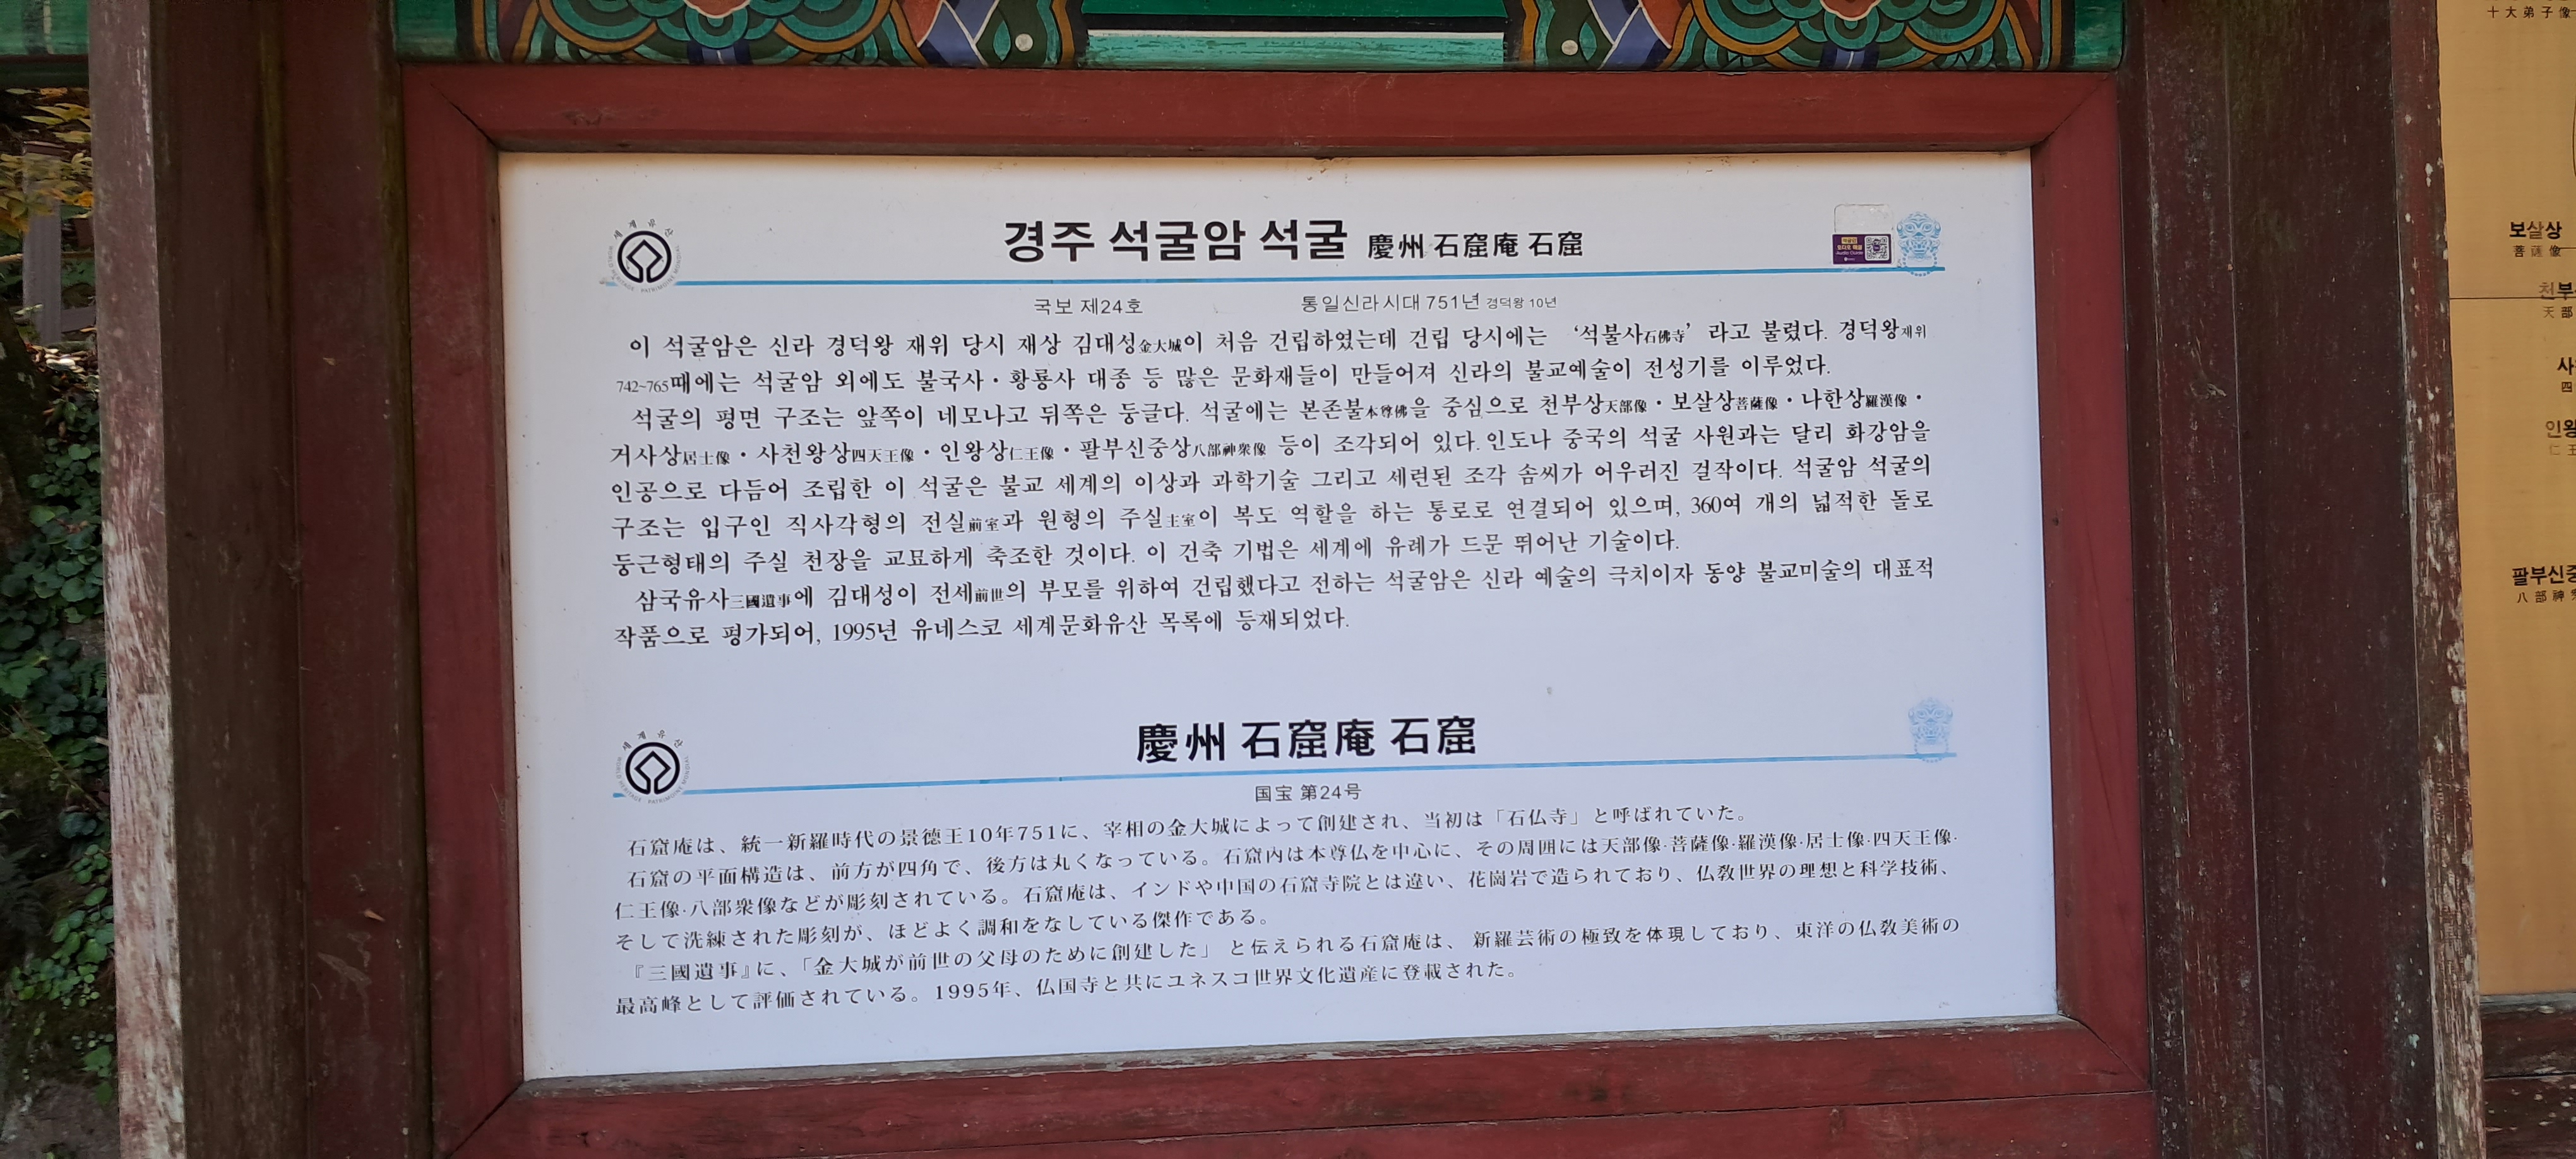 十大弟子像
세계유산
경주 석굴암 석굴 慶州 石窟庵 石窟
국보 제24호 통일신라시대 751년 경덕왕 10년
이 석굴암은 신라 경덕왕 재위 당시 재상 김대성金大城이 처음 건립하였는데 건립 당시에는 ‘석불사石佛寺’ 라고 불렸다. 경덕왕재위
742~765때에는 석굴암 외에도 불국사・황룡사 대종 등 많은 문화재들이 만들어져 신라의 불교예술이 전성기를 이루었다.
석굴의 평면 구조는 앞쪽이 네모나고 뒤쪽은 둥글다. 석굴에는 본존불本尊佛을 중심으로 천부상天部像・보살상菩薩像・나한상羅漢像・
거사상居士像・사천왕상四天王像・인왕상仁王像・팔부신중상八部神衆像 등이 조각되어 있다. 인도나 중국의 석굴 사원과는 달리 화강암을
인공으로 다듬어 조립한 이 석굴은 불교 세계의 이상과 과학기술 그리고 세련된 조각 솜씨가 어우러진 걸작이다. 석굴암 석굴의
구조는 입구인 직사각형의 전실前室과 원형의 주실主室이 복도 역할을 하는 통로로 연결되어 있으며, 360여 개의 넓적한 돌로
둥근형태의 주실 천장을 교묘하게 축조한 것이다. 이 건축 기법은 세계에 유례가 드문 뛰어난 기술이다.
삼국유사三國遺事에 김대성이 전세前世의 부모를 위하여 건립했다고 전하는 석굴암은 신라 예술의 극치이자 동양 불교미술의 대표적
작품으로 평가되어, 1995년 유네스코 세계문화유산 목록에 등재되었다.
세계유산
慶州 石窟庵 石窟
国宝 第24号
石窟庵は、統一新羅時代の景徳王10年751に、宰相の金大城によって創建され、当初は「石仏寺」と呼ばれていた。
石窟の平面構造は、前方が四角で、後方は丸くなっている。石窟内は本尊仏を中心に、その周囲には天部像·菩薩像·羅漢像·居士像·四天王像·
仁王像·八部衆像などが彫刻されている。石窟庵は、インドや中国の石窟寺院とは違い、花崗岩で造られており、仏教世界の理想と科学技術、
そして洗練された彫刻が、ほどよく調和をなしている傑作である。
『三國遺事』に、「金大城が前世の父母のために創建した」 と伝えられる石窟庵は、 新羅芸術の極致を体現しており、東洋の仏教美術の
最高峰として評価されている。1995年、仏国寺と共にユネスコ世界文化遺産に登載された。
보살상
菩薩像
천부
天部
사
四
인왕
仁王
팔부신중
八部神衆